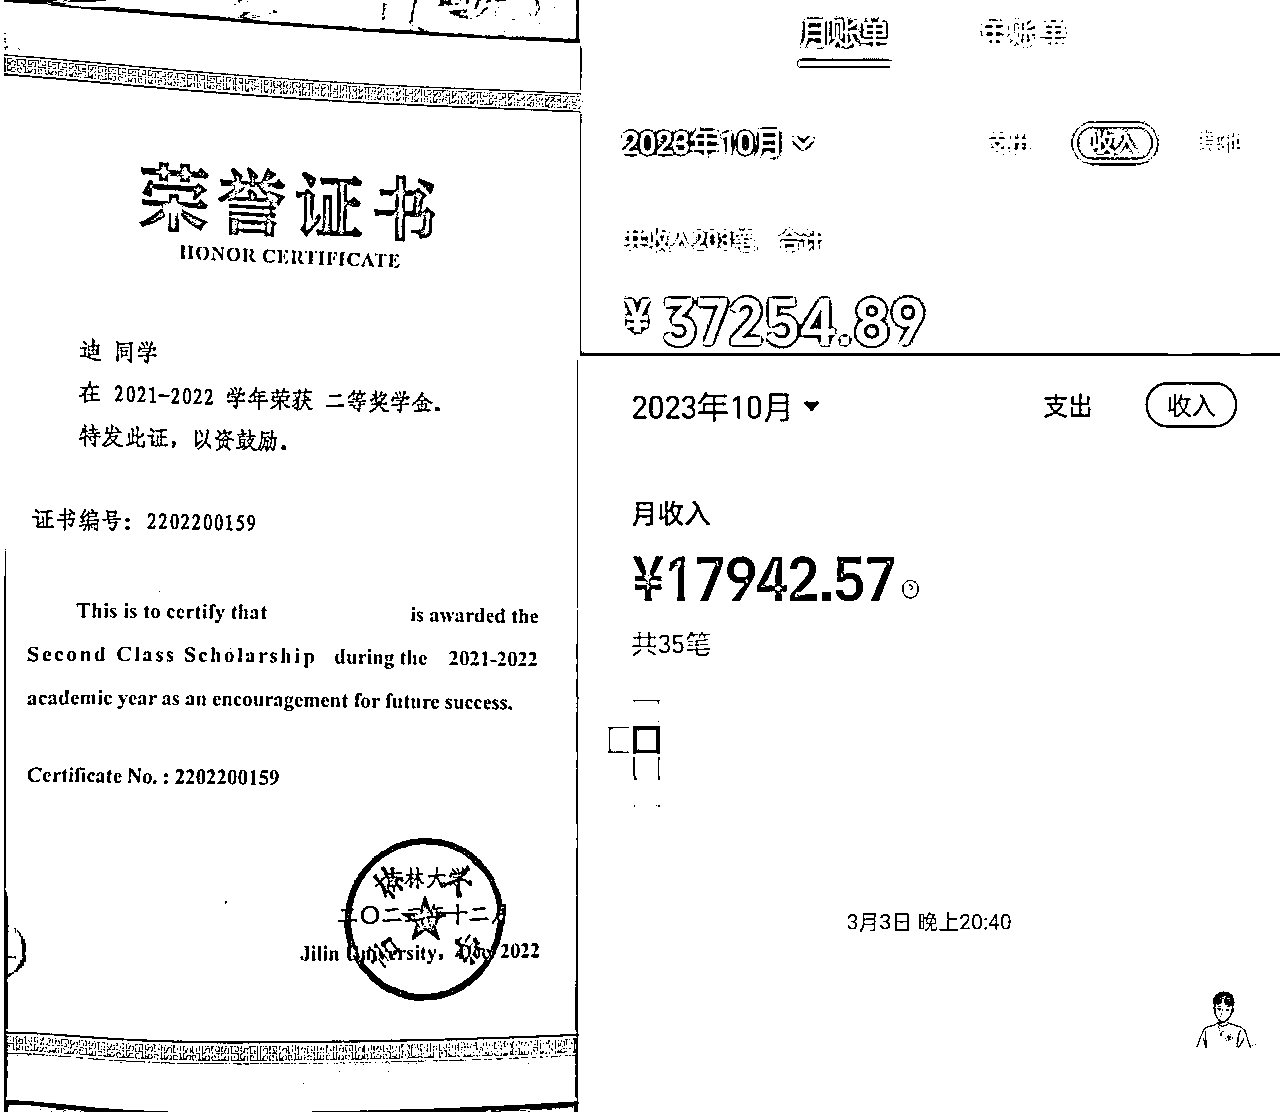 荣誉证书
HONOR CERTIFICATE
迪 同学
在 2021-2022 学年荣获 二等奖学金.
特发此证, 以资鼓励.
证书编号: 2202200159
This is to certify that is awarded the
Second Class Scholarship during the 2021-2022
academic year as an encouragement for future success.
Certificate No. : 2202200159
吉林大学
二〇二二年十二月
Jilin University, Dec 2022
月账单 年账单
2023年10月 支出 收入
共收入203笔 合计
¥ 37254.89
2023年10月 支出 收入
月收入
¥17942.57
共35笔
3月3日 晚上20:40